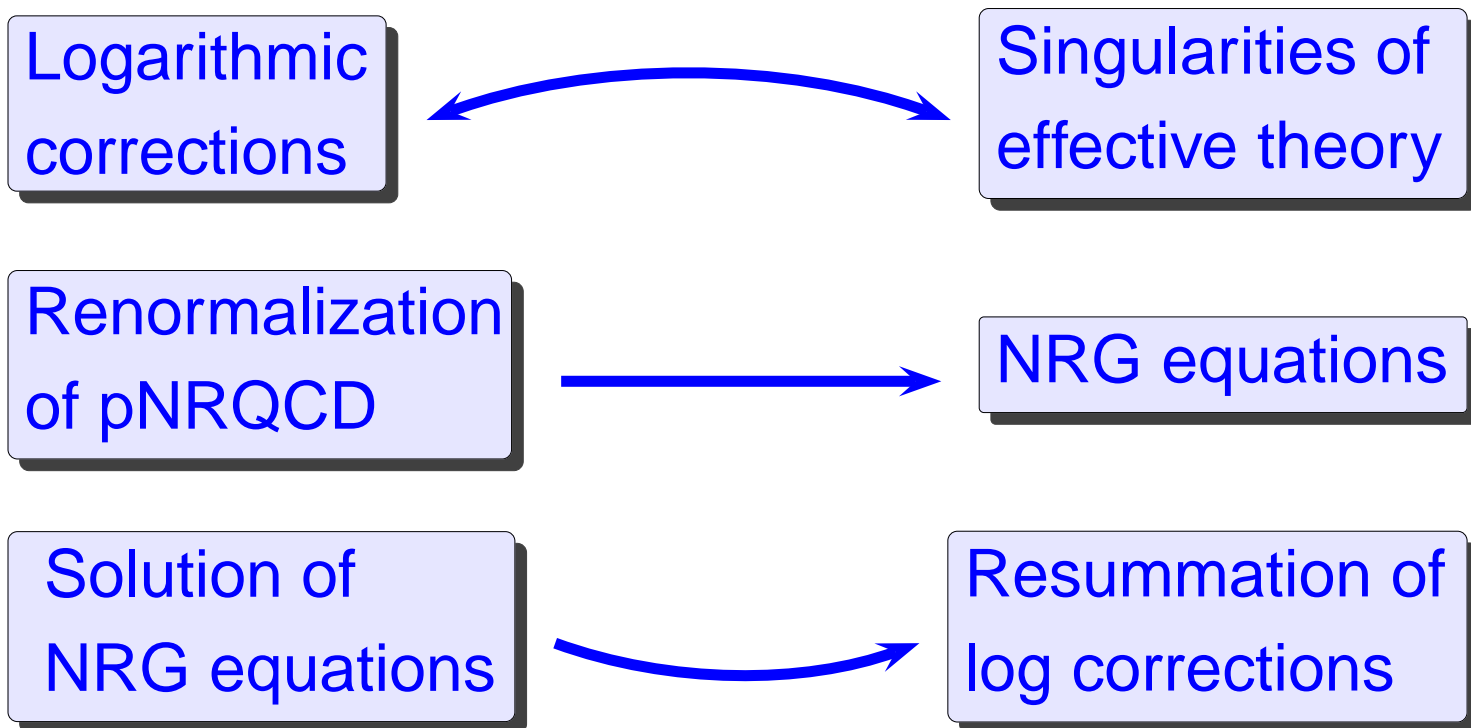 Logarithmic
corrections
Singularities of
effective theory
Renormalization
of pNRQCD
NRG equations
Solution of
NRG equations
Resummation of
log corrections